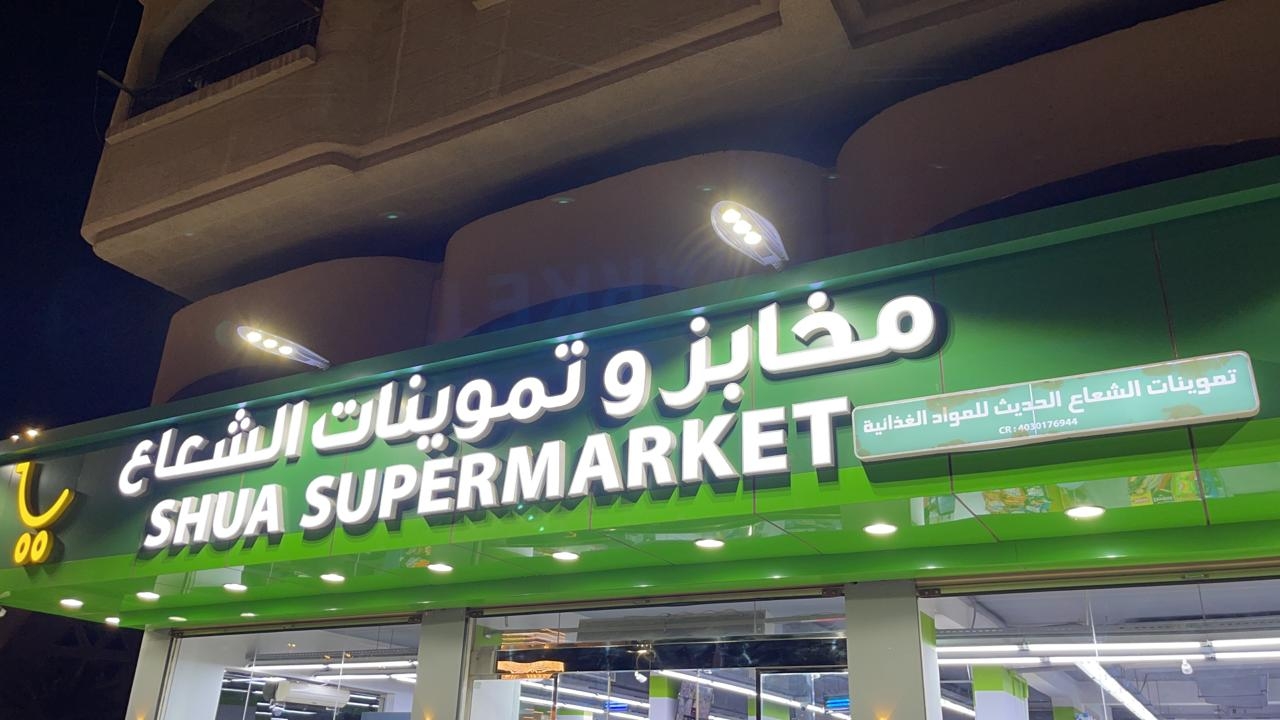 مخابز و تموينات الشعاع
SHUA SUPERMARKET
تموينات الشعاع الحديث للمواد الغذائية
CR : 4030176944